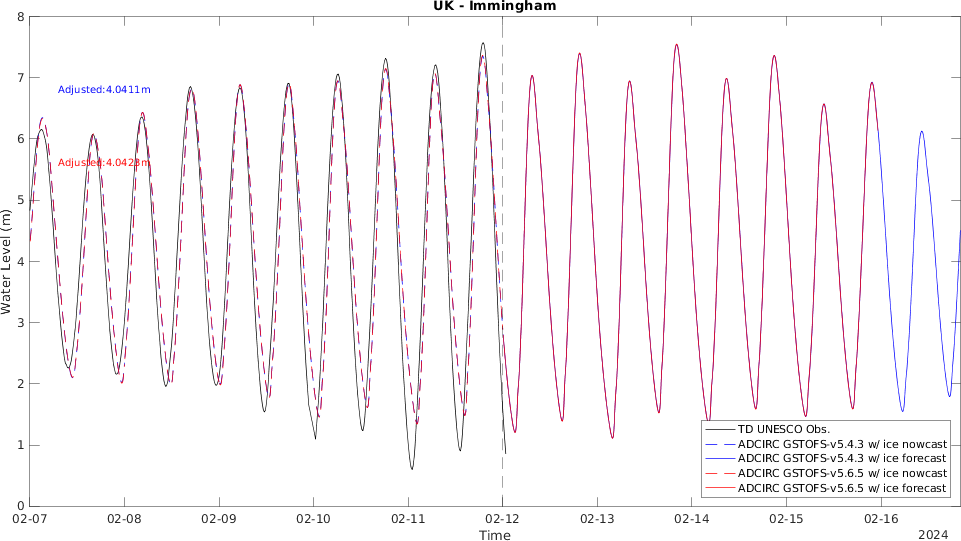 UK - Immingham
8
7
6
5
4
3
2
1
0
Water Level (m)
Adjusted:4.0411m
Adjusted:4.0423m
TD UNESCO Obs.
ADCIRC GSTOFS-v5.4.3 w/ ice nowcast
ADCIRC GSTOFS-v5.4.3 w/ ice forecast
ADCIRC GSTOFS-v5.6.5 w/ ice nowcast
ADCIRC GSTOFS-v5.6.5 w/ ice forecast
02-07 02-08 02-09 02-10 02-11 02-12 02-13 02-14 02-15 02-16
Time
2024